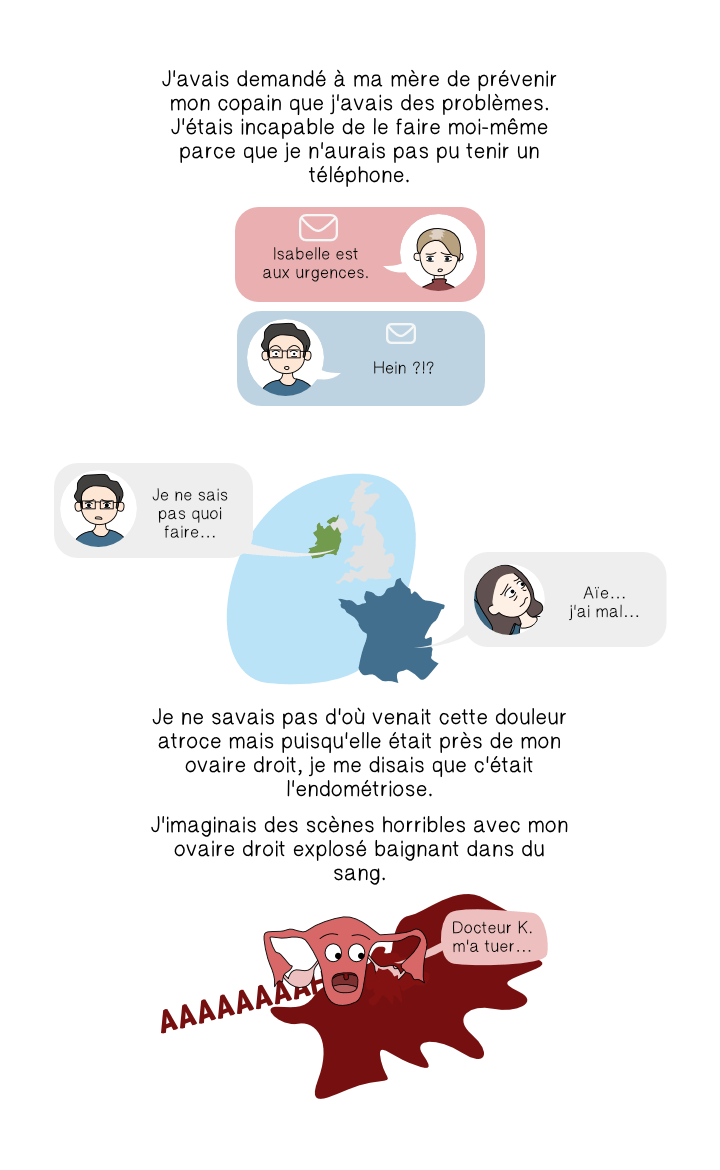 J'avais demandé à ma mère de prévenir
mon copain que j'avais des problèmes.
J'étais incapable de le faire moi-même
parce que je n'aurais pas pu tenir un
téléphone.
Isabelle est
aux urgences.
Hein ?!?
Je ne sais
pas quoi
faire...
Aïe...
j'ai mal...
Je ne savais pas d'où venait cette douleur
atroce mais puisqu'elle était près de mon
ovaire droit, je me disais que c'était
l'endométriose.
J'imaginais des scènes horribles avec mon
ovaire droit explosé baignant dans du
sang.
Docteur K.
m'a tuer...
AAAAAAAAH